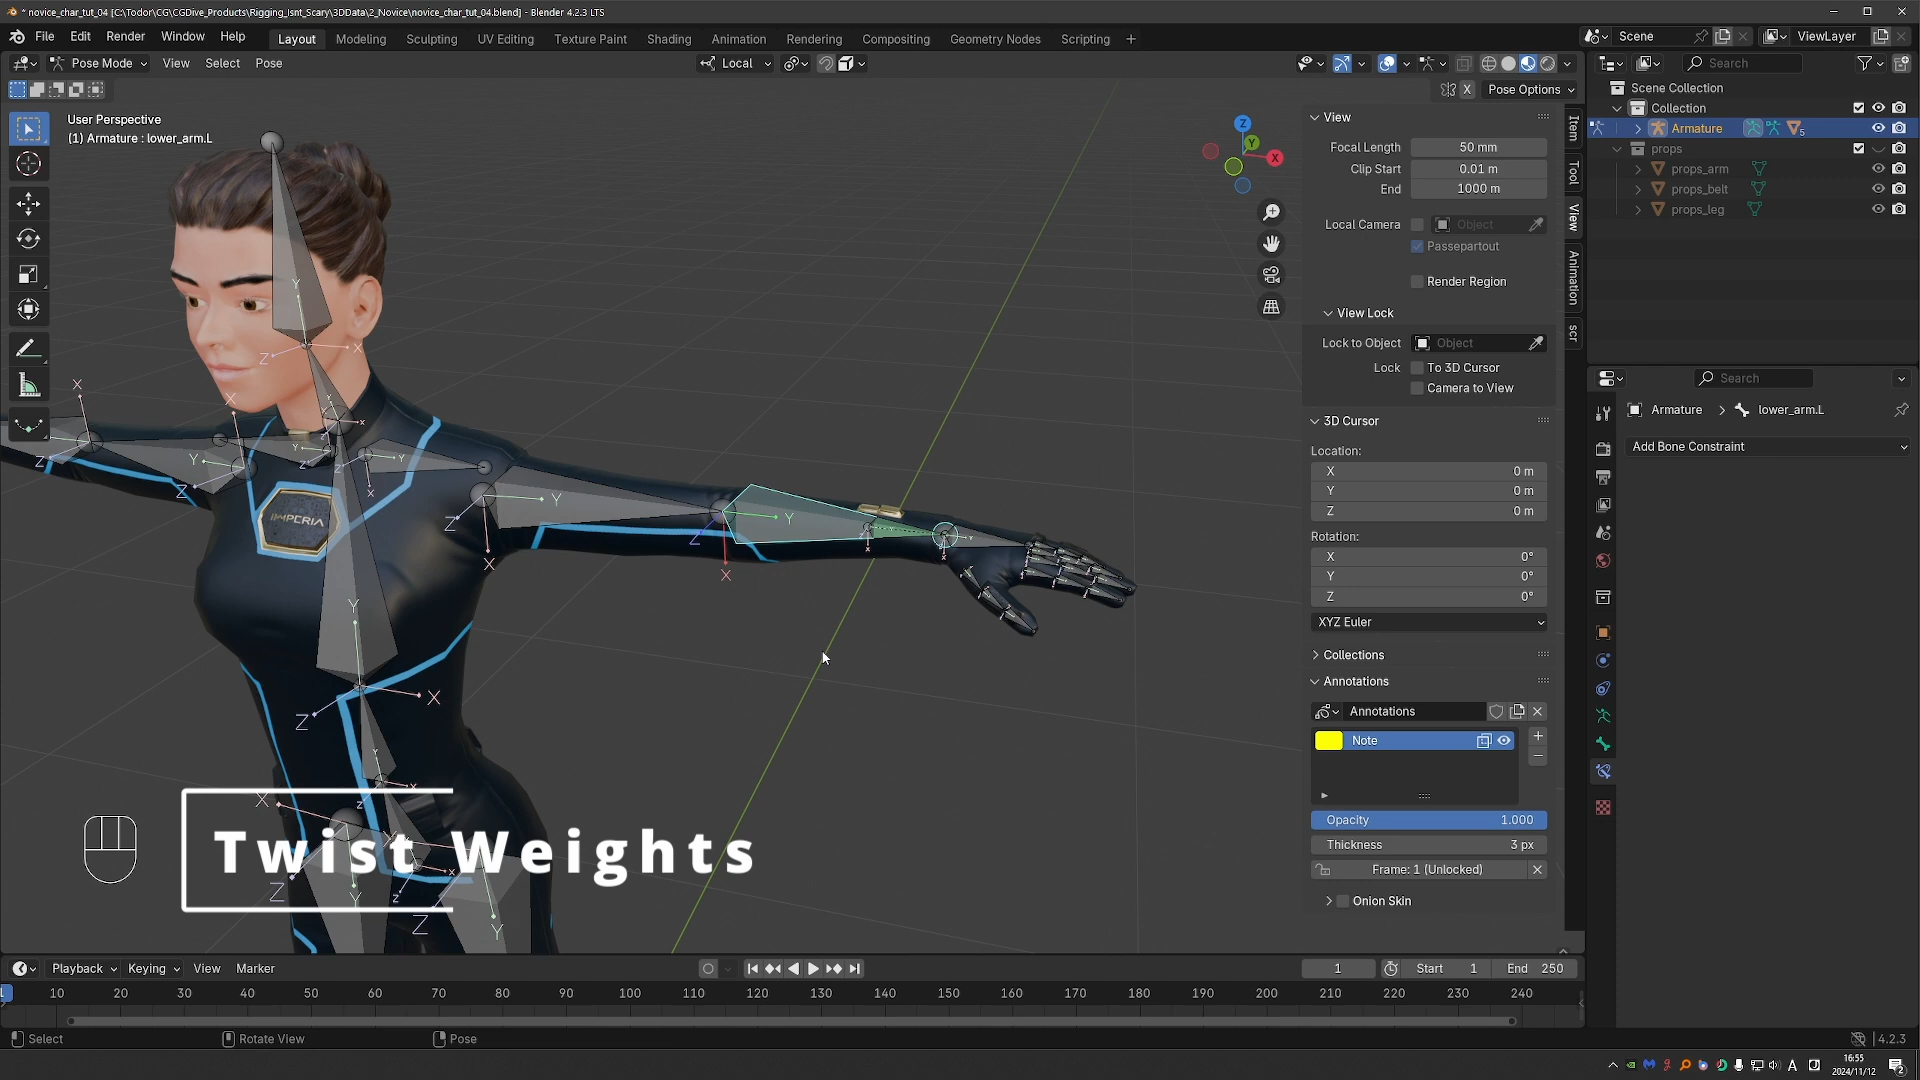 * novice_char_tut_04 [C:\Todor\CG\CGDive_Products\Rigging_Isnt_Scary\3DData\2_Novice\novice_char_tut_04.blend] - Blender 4.2.3 LTS
File Edit Render Window Help Layout Modeling Sculpting UV Editing Texture Paint Shading Animation Rendering Compositing Geometry Nodes Scripting + Scene ViewLayer
Pose Mode View Select Pose Local Search
X Pose Options
User Perspective
(1) Armature : lower_arm.L
Scene Collection
Collection
Armature 5
props
props_arm
props_belt
props_leg
Z
Y
X
View
Focal Length 50 mm
Clip Start 0.01 m
End 1000 m
Local Camera Object
Passepartout
Render Region
View Lock
Lock to Object Object
Lock To 3D Cursor
Camera to View
3D Cursor
Location:
X 0 m
Y 0 m
Z 0 m
Rotation:
X 0°
Y 0°
Z 0°
XYZ Euler
Collections
Annotations
Annotations
Note
Opacity 1.000
Thickness 3 px
Frame: 1 (Unlocked)
Onion Skin
Item
Tool
View
Animation
scr
Search
Armature lower_arm.L
Add Bone Constraint
IMPERIA
Twist Weights
Playback Keying View Marker 1 Start 1 End 250
1 10 20 30 40 50 60 70 80 90 100 110 120 130 140 150 160 170 180 190 200 210 220 230 240
Select Rotate View Pose 4.2.3
A 16:55
2024/11/12 2